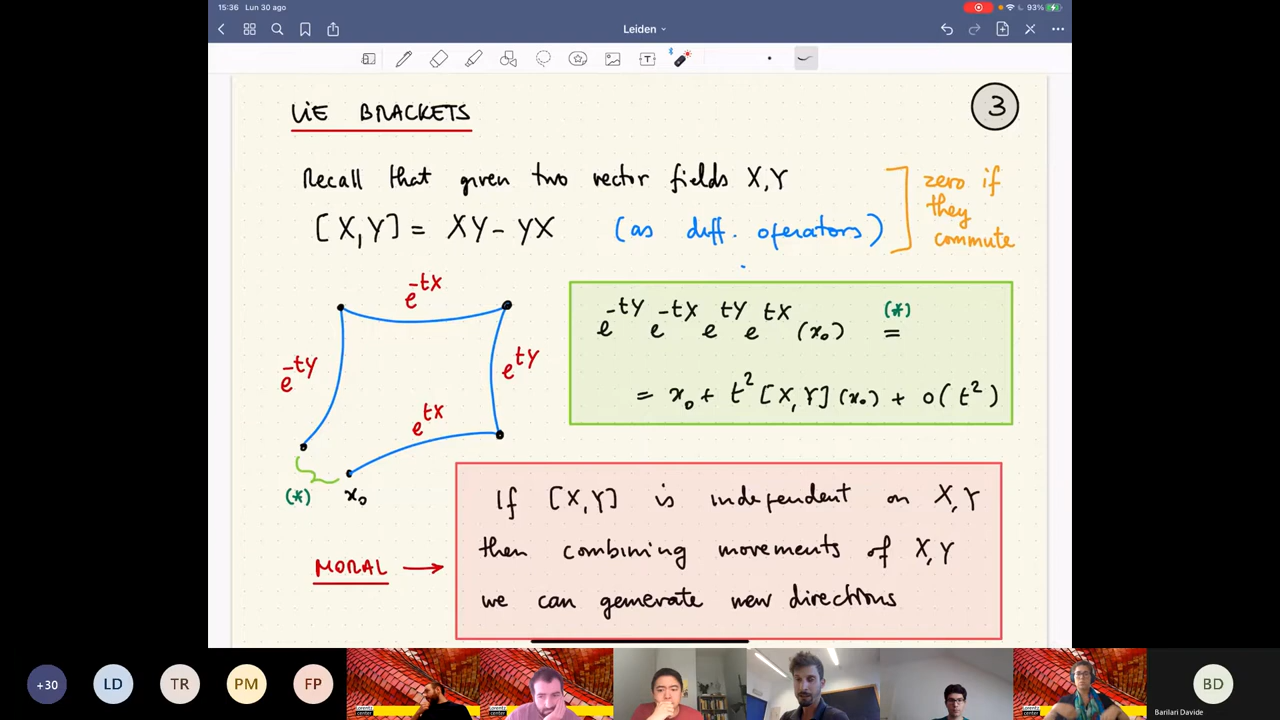 15:36 Lun 30 ago
93%
Leiden
LIE BRACKETS
3
Recall that given two vector fields X,Y
[X,Y] = XY - YX (as diff. operators)
zero if
they
commute
e^{-tX}
e^{-tY}
e^{tY}
e^{tX}
(*)
x₀
e^{-tY} e^{-tX} e^{tY} e^{tX} (x₀) (*) =
= x₀ + t² [X,Y](x₀) + o(t²)
MORAL →
If [X,Y] is independent on X,Y
then combining movements of X,Y
we can generate new directions
+30
LD
TR
PM
FP
BD
Barilari Davide